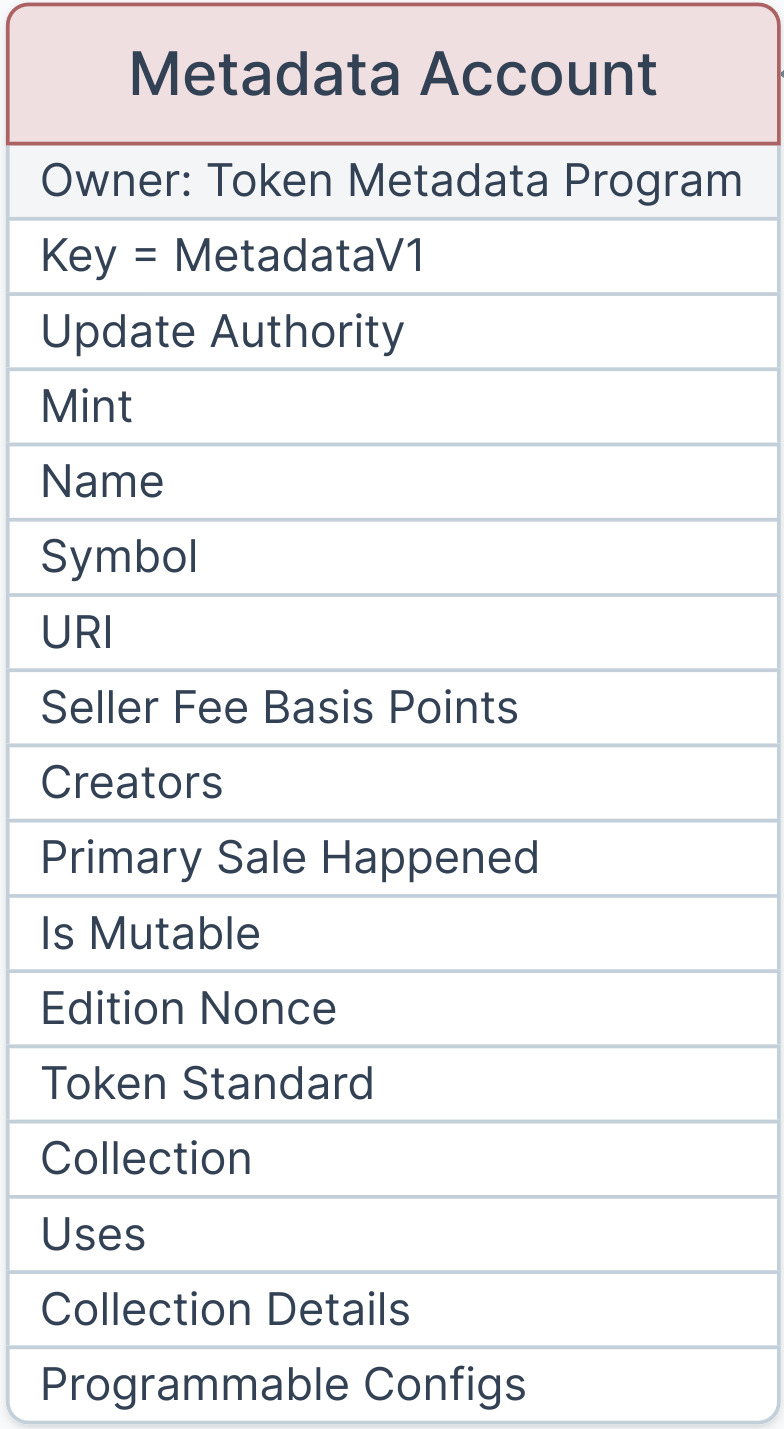 Metadata Account
Owner: Token Metadata Program
Key = MetadataV1
Update Authority
Mint
Name
Symbol
URI
Seller Fee Basis Points
Creators
Primary Sale Happened
Is Mutable
Edition Nonce
Token Standard
Collection
Uses
Collection Details
Programmable Configs